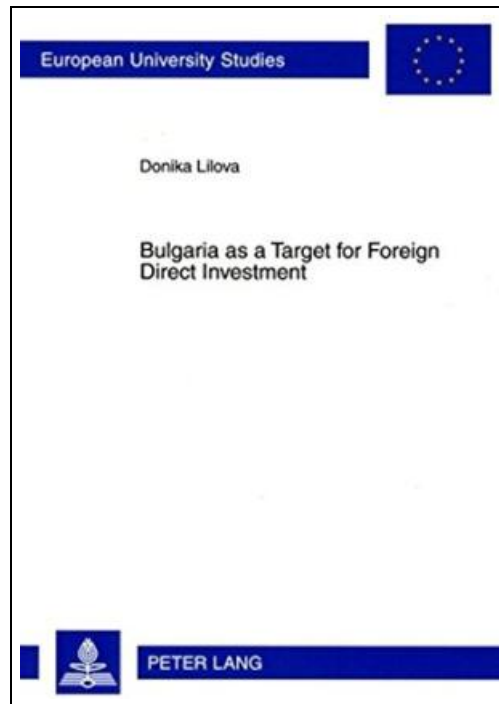 European University Studies
Donika Lilova
Bulgaria as a Target for Foreign
Direct Investment
PETER LANG